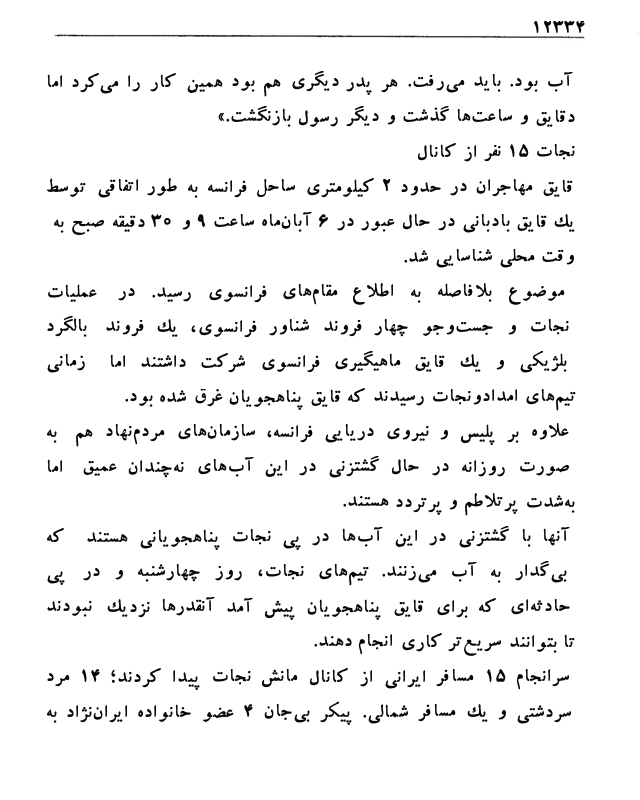 ۱۲۳۳۴
آب بود. باید می‌رفت. هر پدر دیگری هم بود همین کار را می‌کرد اما
دقایق و ساعت‌ها گذشت و دیگر رسول بازنگشت.»
نجات ۱۵ نفر از کانال
قایق مهاجران در حدود ۲ کیلومتری ساحل فرانسه به طور اتفاقی توسط
یك قایق بادبانی در حال عبور در ۶ آبان‌ماه ساعت ۹ و ۳۰ دقیقه صبح به
وقت محلی شناسایی شد.
موضوع بلافاصله به اطلاع مقام‌های فرانسوی رسید. در عملیات
نجات و جست‌وجو چهار فروند شناور فرانسوی، یك فروند بالگرد
بلژیکی و یك قایق ماهیگیری فرانسوی شرکت داشتند اما زمانی
تیم‌های امدادونجات رسیدند که قایق پناهجویان غرق شده بود.
علاوه بر پلیس و نیروی دریایی فرانسه، سازمان‌های مردم‌نهاد هم به
صورت روزانه در حال گشتزنی در این آب‌های نه‌چندان عمیق اما
به‌شدت پرتلاطم و پرتردد هستند.
آنها با گشتزنی در این آب‌ها در پی نجات پناهجویانی هستند که
بی‌گدار به آب می‌زنند. تیم‌های نجات، روز چهارشنبه و در پی
حادثه‌ای که برای قایق پناهجویان پیش آمد آنقدرها نزدیك نبودند
تا بتوانند سریع‌تر کاری انجام دهند.
سرانجام ۱۵ مسافر ایرانی از کانال مانش نجات پیدا کردند؛ ۱۴ مرد
سردشتی و یك مسافر شمالی. پیکر بی‌جان ۴ عضو خانواده ایران‌نژاد به